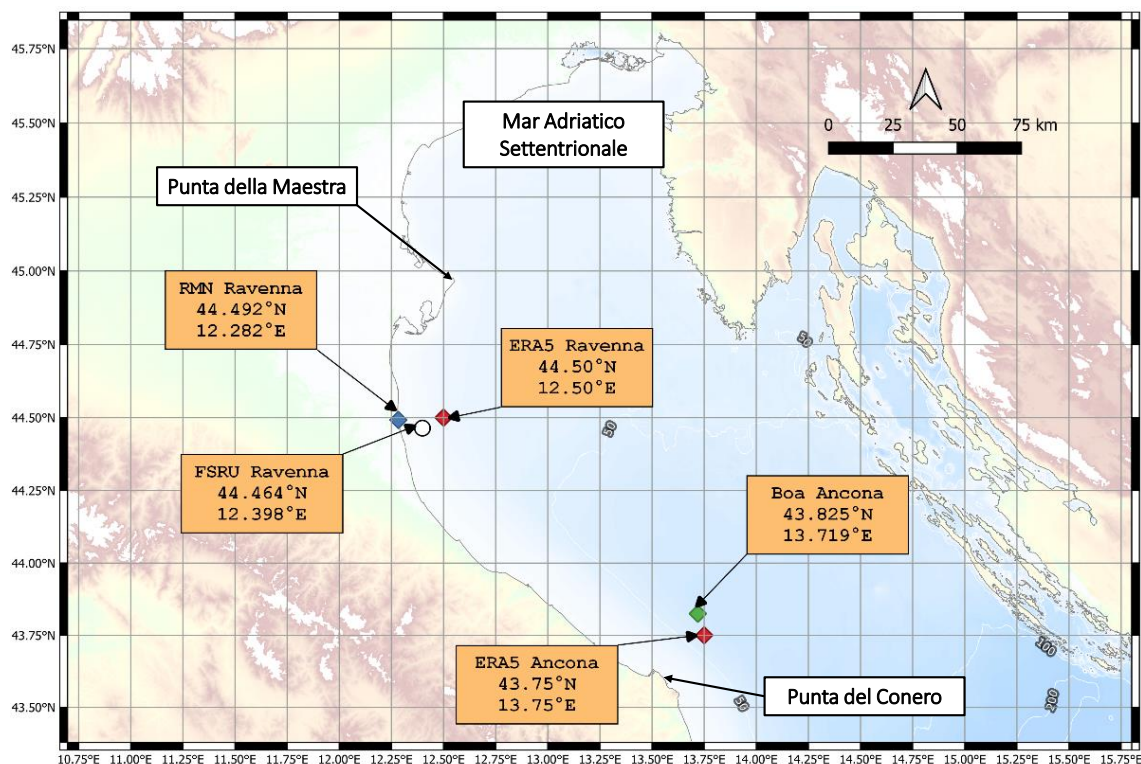 45.75°N
45.50°N
45.25°N
45.00°N
44.75°N
44.50°N
44.25°N
44.00°N
43.75°N
43.50°N
Mar Adriatico
Settentrionale
0 25 50 75 km
Punta della Maestra
RMN Ravenna
44.492°N
12.282°E
ERA5 Ravenna
44.50°N
12.50°E
FSRU Ravenna
44.464°N
12.398°E
Boa Ancona
43.825°N
13.719°E
ERA5 Ancona
43.75°N
13.75°E
Punta del Conero
50
50
50
100
200
10.75°E 11.00°E 11.25°E 11.50°E 11.75°E 12.00°E 12.25°E 12.50°E 12.75°E 13.00°E 13.25°E 13.50°E 13.75°E 14.00°E 14.25°E 14.50°E 14.75°E 15.00°E 15.25°E 15.50°E 15.75°E